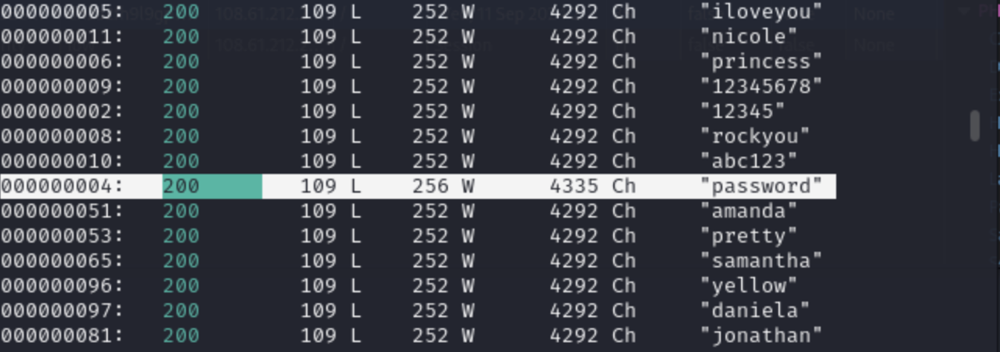 000000005: 200 109 L 252 W 4292 Ch "iloveyou"
000000011: 200 109 L 252 W 4292 Ch "nicole"
000000006: 200 109 L 252 W 4292 Ch "princess"
000000009: 200 109 L 252 W 4292 Ch "12345678"
000000002: 200 109 L 252 W 4292 Ch "12345"
000000008: 200 109 L 252 W 4292 Ch "rockyou"
000000010: 200 109 L 252 W 4292 Ch "abc123"
000000004: 200 109 L 256 W 4335 Ch "password"
000000051: 200 109 L 252 W 4292 Ch "amanda"
000000053: 200 109 L 252 W 4292 Ch "pretty"
000000065: 200 109 L 252 W 4292 Ch "samantha"
000000096: 200 109 L 252 W 4292 Ch "yellow"
000000097: 200 109 L 252 W 4292 Ch "daniela"
000000081: 200 109 L 252 W 4292 Ch "jonathan"